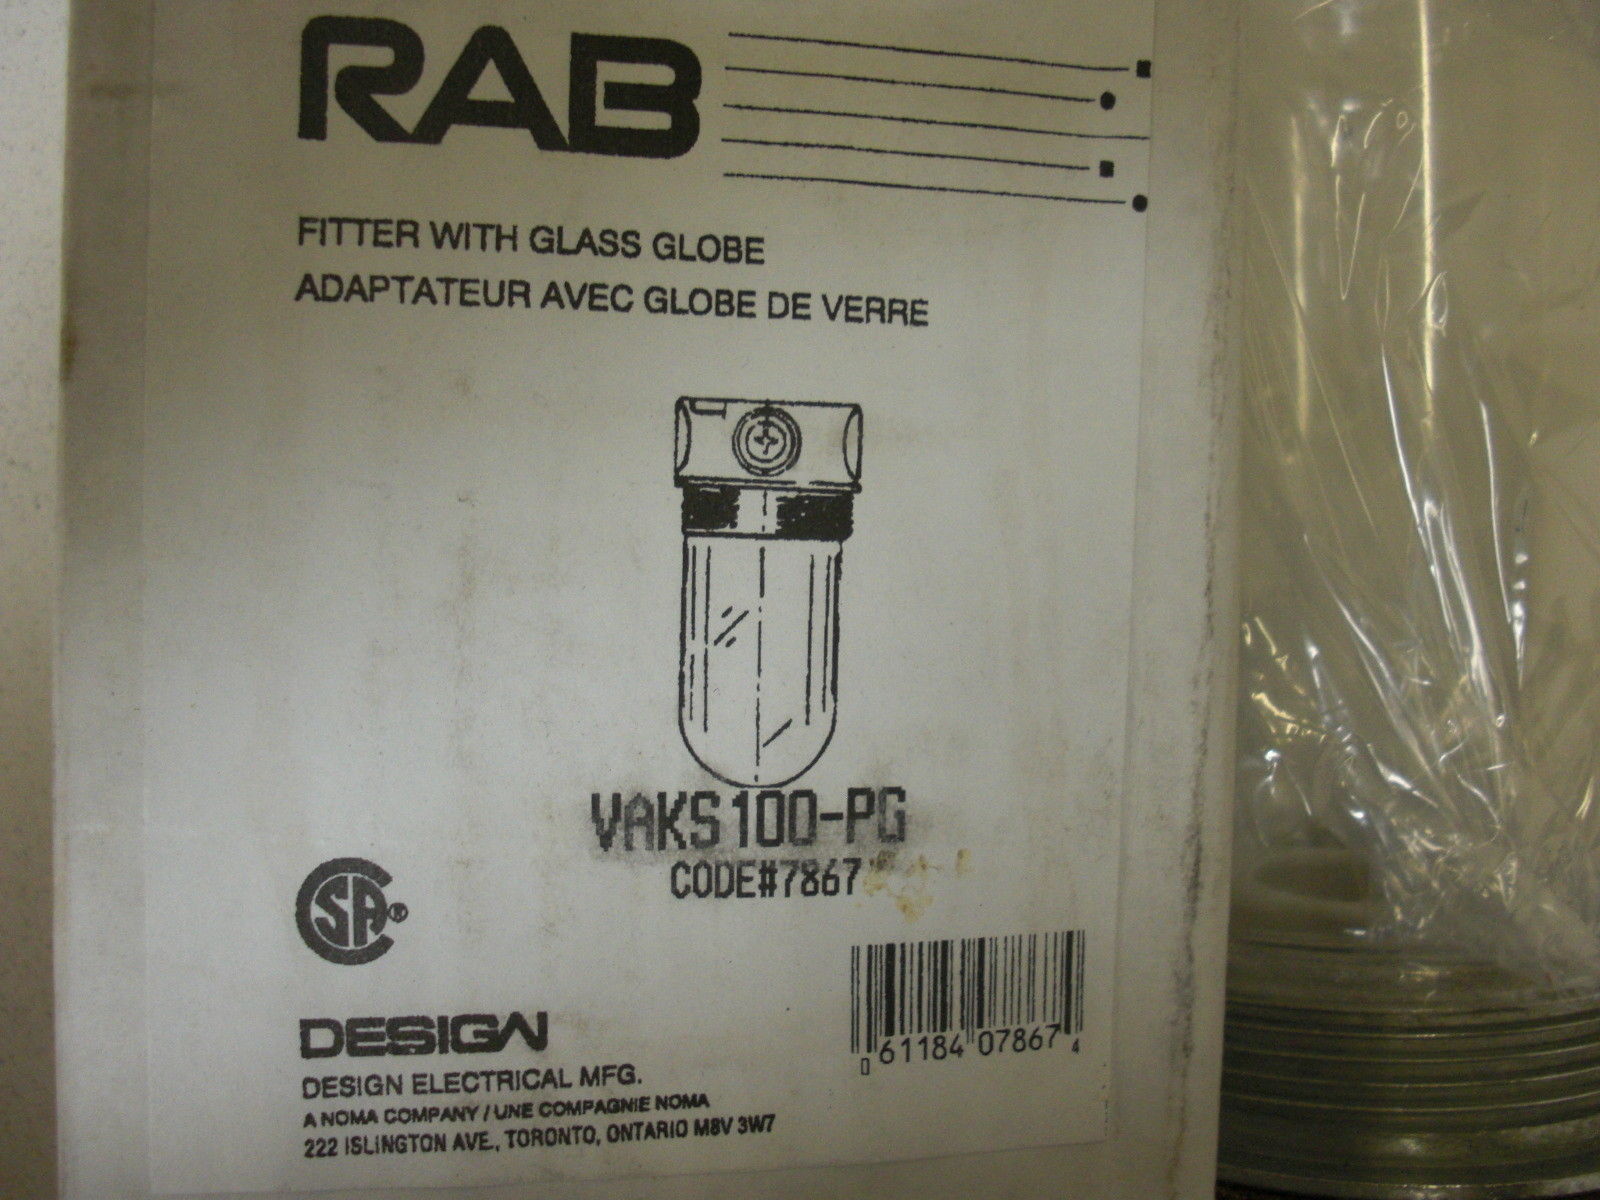 RAB
FITTER WITH GLASS GLOBE
ADAPTATEUR AVEC GLOBE DE VERRE
VAKS100-PG
CODE#7867
CSA®
DESIGN
DESIGN ELECTRICAL MFG.
A NOMA COMPANY / UNE COMPAGNIE NOMA
222 ISLINGTON AVE., TORONTO, ONTARIO M8V 3W7
0 61184 07867 4